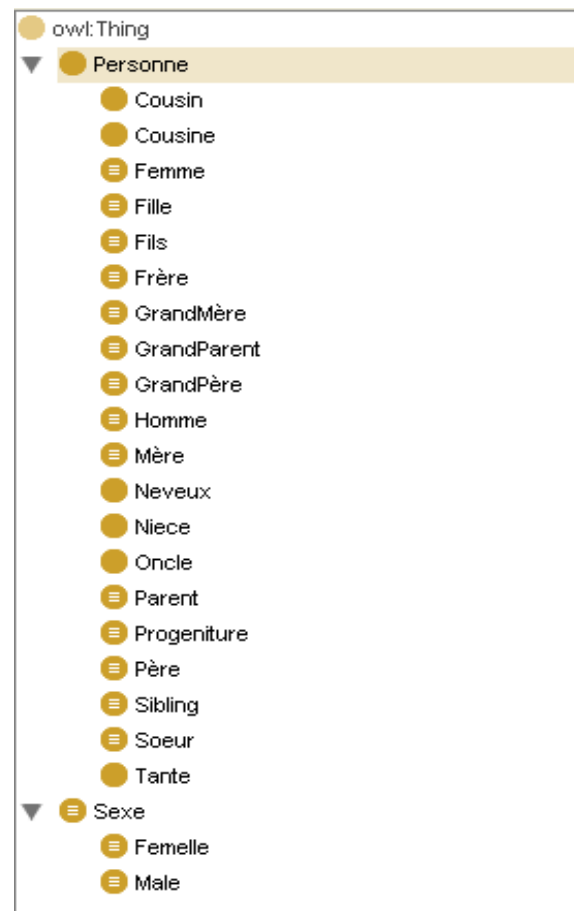 owl:Thing
Personne
Cousin
Cousine
Femme
Fille
Fils
Frère
GrandMère
GrandParent
GrandPère
Homme
Mère
Neveux
Niece
Oncle
Parent
Progeniture
Père
Sibling
Soeur
Tante
Sexe
Femelle
Male